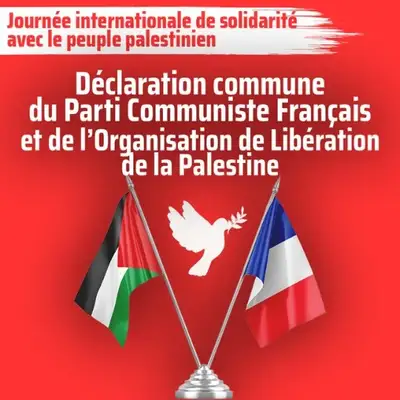 Journée internationale de solidarité
avec le peuple palestinien
Déclaration commune
du Parti Communiste Français
et de l’Organisation de Libération
de la Palestine